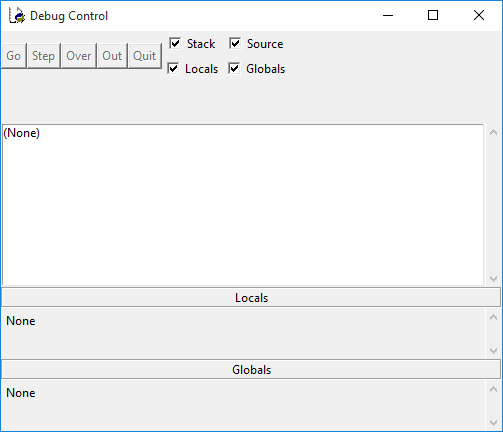 Debug Control
Stack Source
Go Step Over Out Quit
Locals Globals
(None)
Locals
None
Globals
None